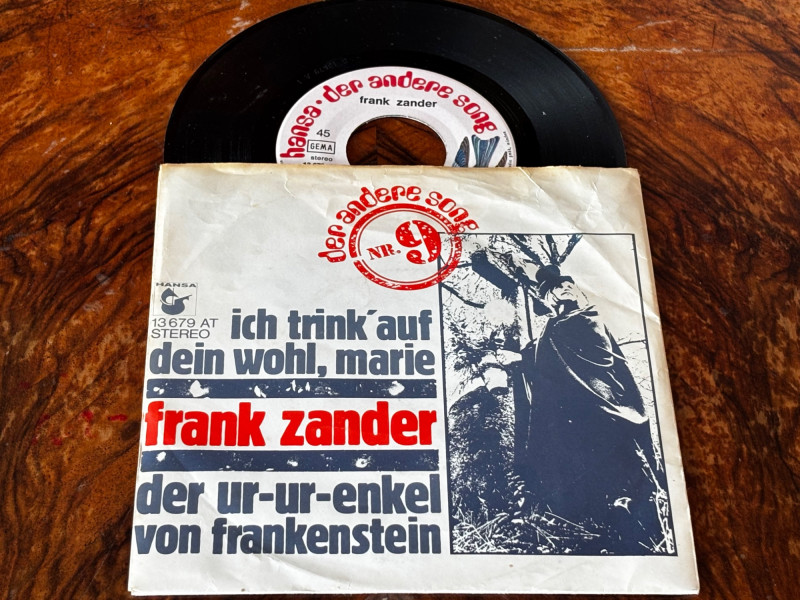 hansa · der andere song
frank zander
45
GEMA
stereo
der andere song
NR. 9
HANSA
13 679 AT
STEREO
ich trink´auf
dein wohl, marie
frank zander
der ur-ur-enkel
von frankenstein